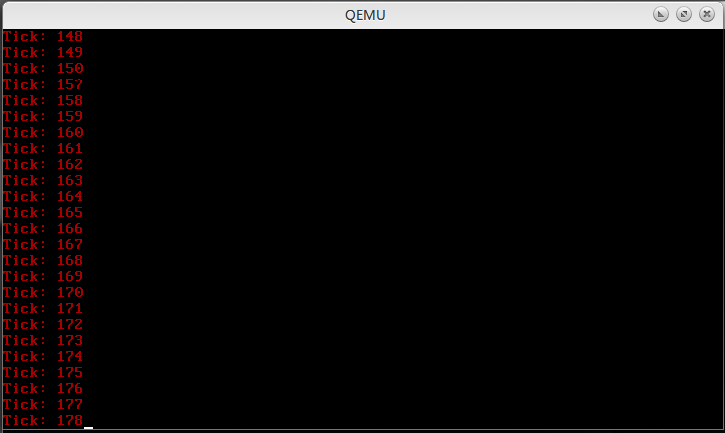 QEMU
Tick: 148
Tick: 149
Tick: 150
Tick: 157
Tick: 158
Tick: 159
Tick: 160
Tick: 161
Tick: 162
Tick: 163
Tick: 164
Tick: 165
Tick: 166
Tick: 167
Tick: 168
Tick: 169
Tick: 170
Tick: 171
Tick: 172
Tick: 173
Tick: 174
Tick: 175
Tick: 176
Tick: 177
Tick: 178